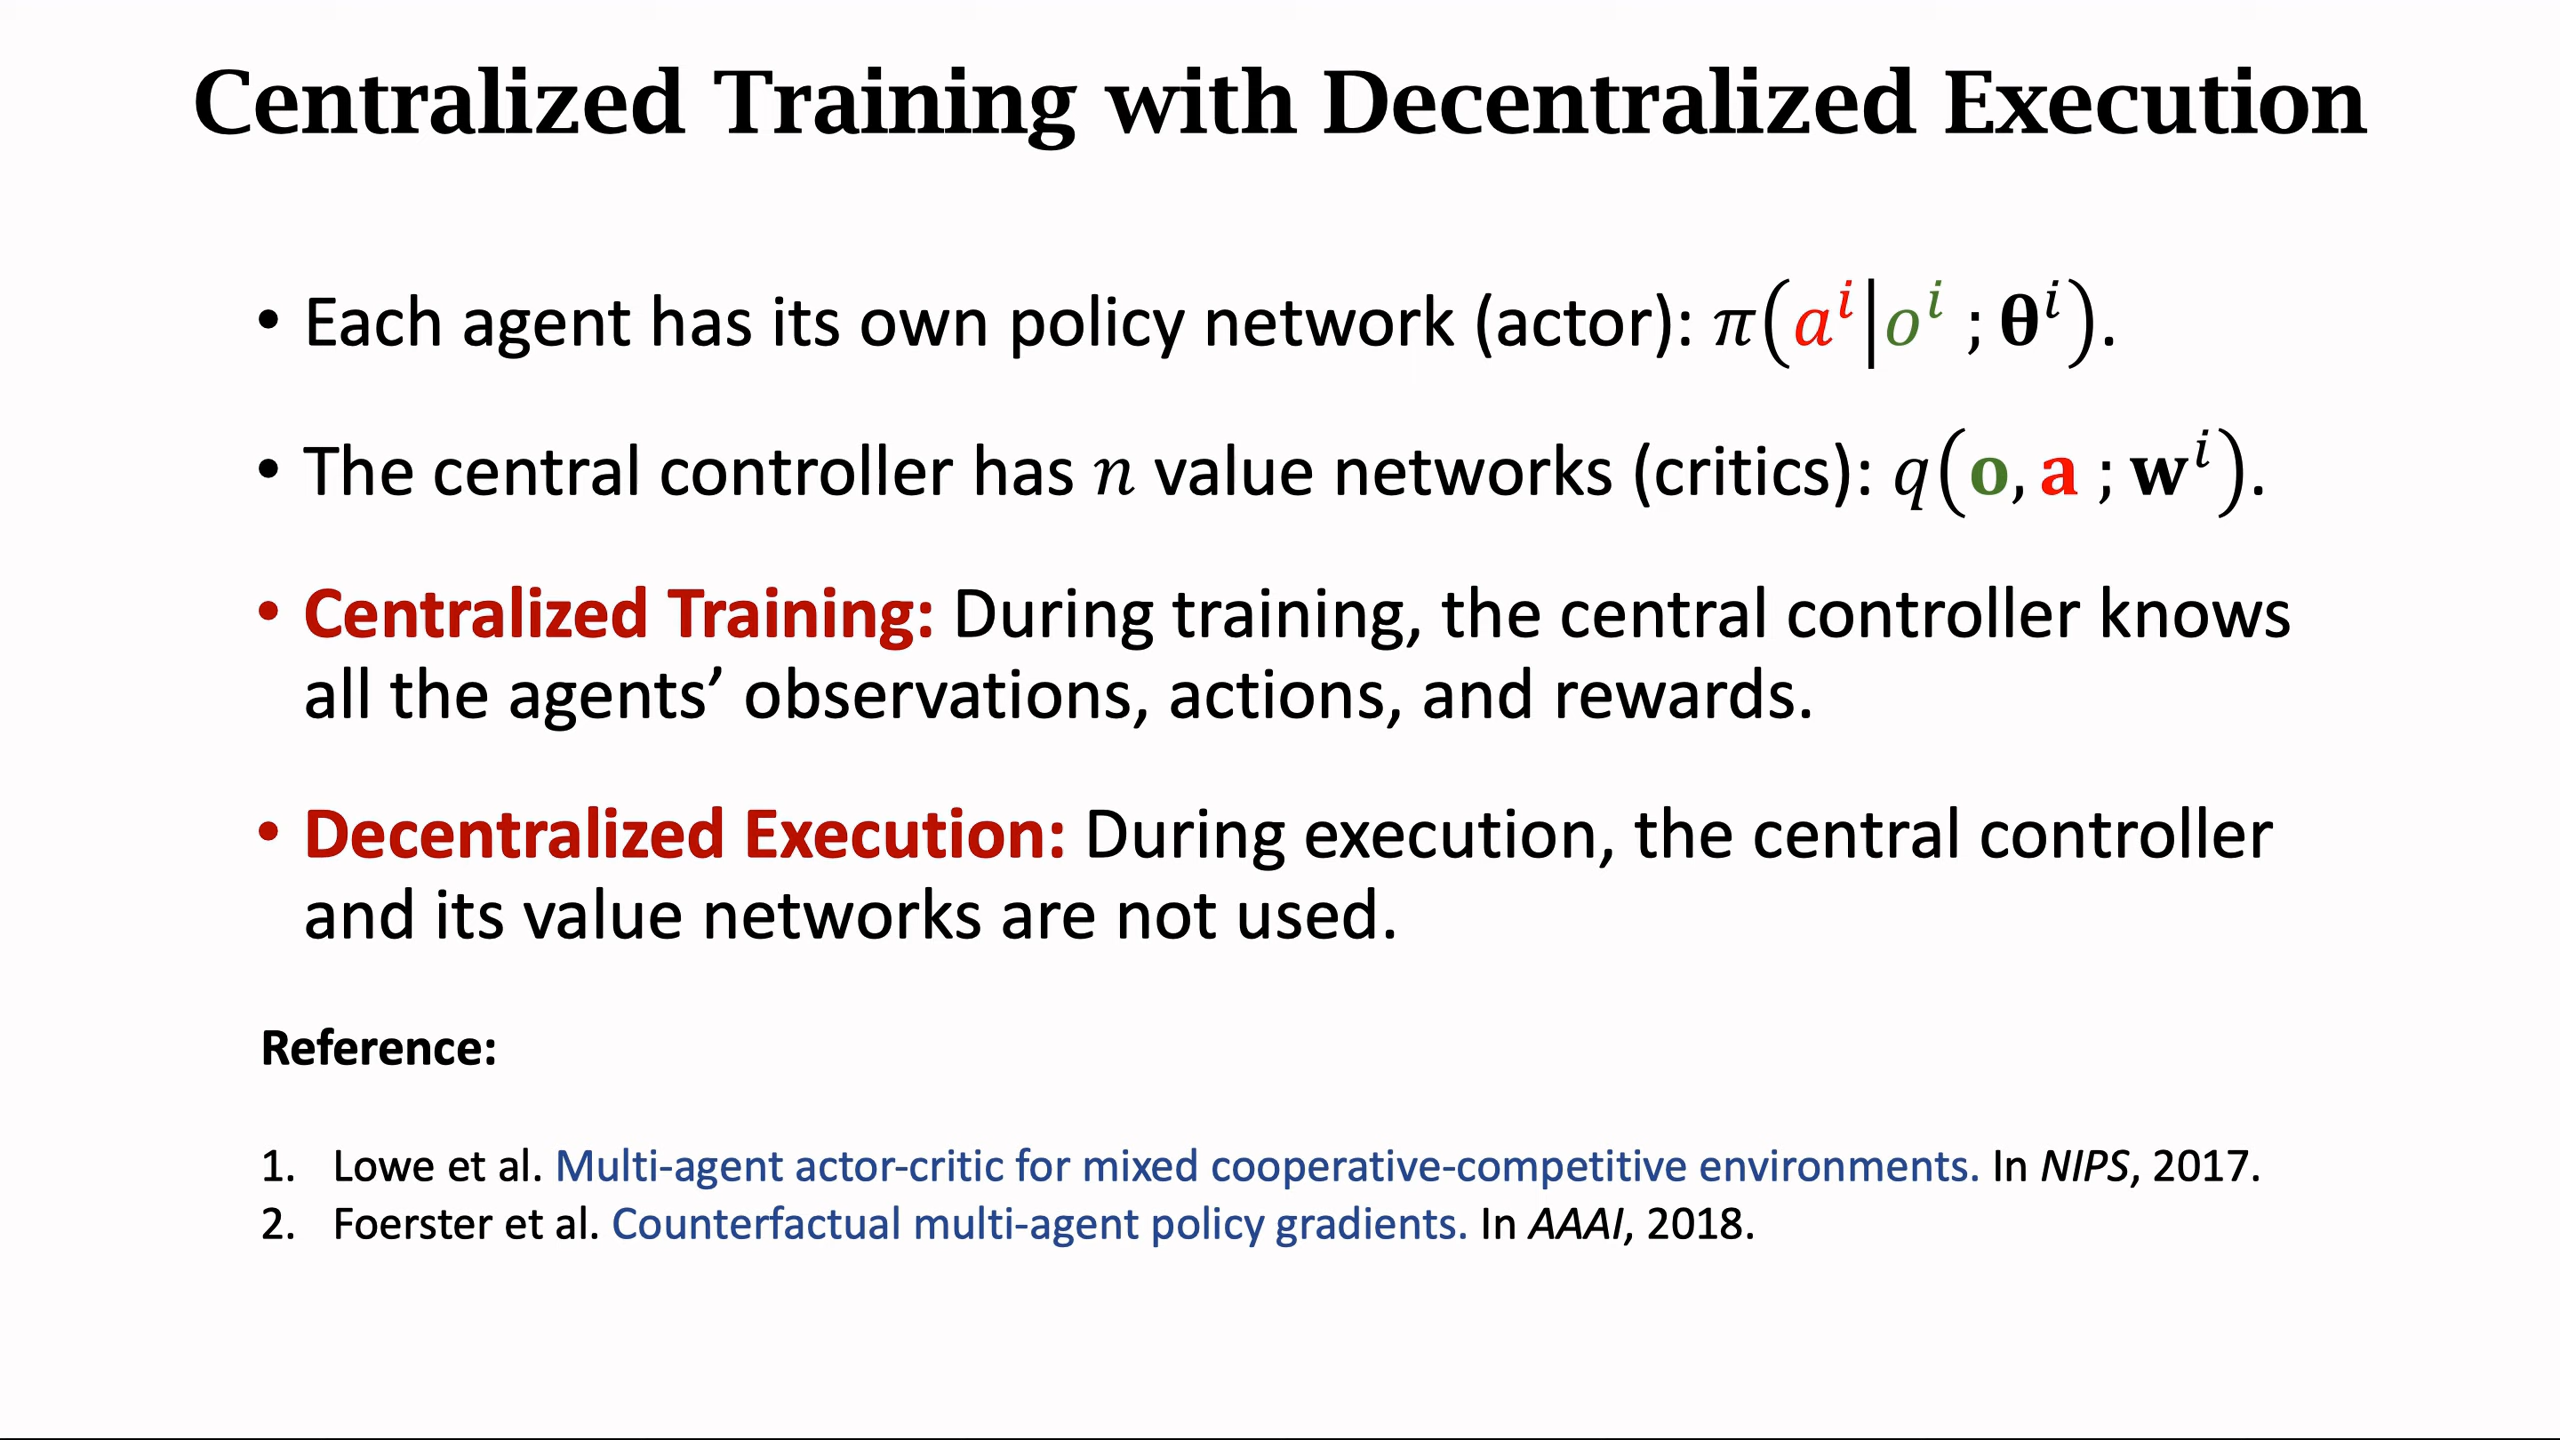 Centralized Training with Decentralized Execution
• Each agent has its own policy network (actor): π(aⁱ|oⁱ ; θⁱ).
• The central controller has n value networks (critics): q(o, a ; wⁱ).
• Centralized Training: During training, the central controller knows
all the agents’ observations, actions, and rewards.
• Decentralized Execution: During execution, the central controller
and its value networks are not used.
Reference:
1. Lowe et al. Multi-agent actor-critic for mixed cooperative-competitive environments. In NIPS, 2017.
2. Foerster et al. Counterfactual multi-agent policy gradients. In AAAI, 2018.